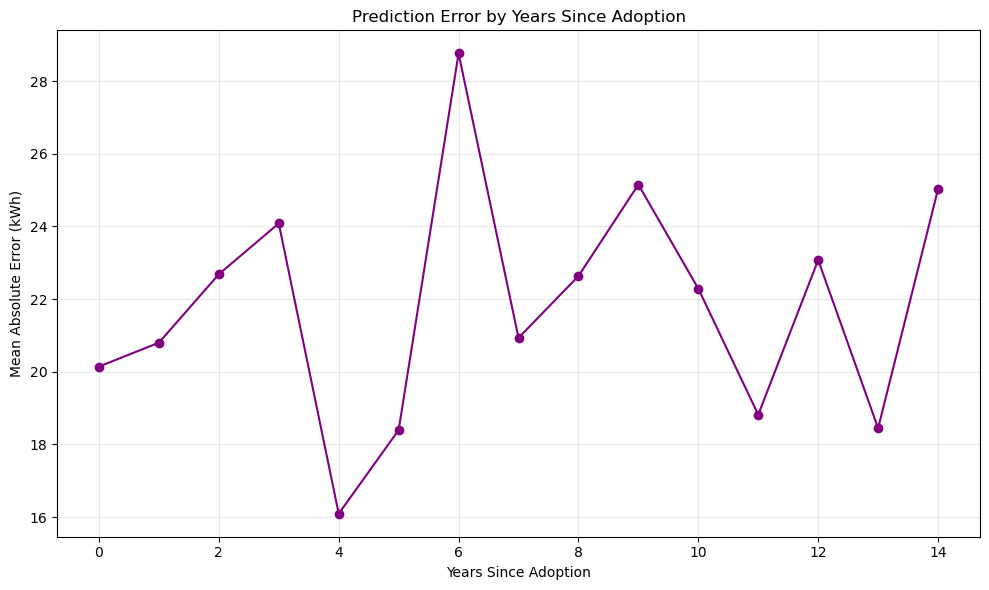 Prediction Error by Years Since Adoption
Mean Absolute Error (kWh)
28
26
24
22
20
18
16
0 2 4 6 8 10 12 14
Years Since Adoption